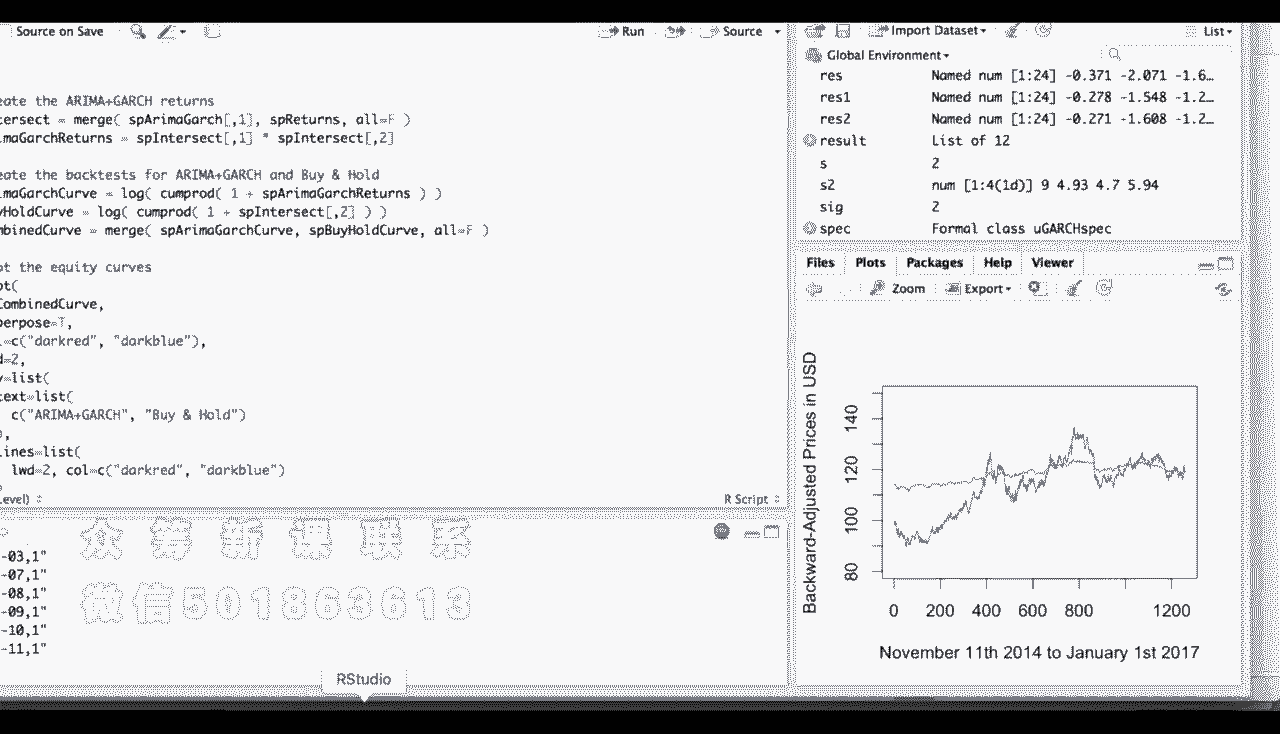 Source on Save
Run
Source
eate the ARIMA+GARCH returns
tersect = merge( spArimaGarch[,1], spReturns, all=F )
imaGarchReturns = spIntersect[,1] * spIntersect[,2]
eate the backtests for ARIMA+GARCH and Buy & Hold
imaGarchCurve = log( cumprod( 1 + spArimaGarchReturns ) )
yHoldCurve = log( cumprod( 1 + spIntersect[,2] ) )
mbinedCurve = merge( spArimaGarchCurve, spBuyHoldCurve, all=F )
ot the equity curves
ot(
CombinedCurve,
perpose=T,
l=c("darkred", "darkblue"),
d=2,
y=list(
text=list(
c("ARIMA+GARCH", "Buy & Hold")
),
lines=list(
lwd=2, col=c("darkred", "darkblue")
Level)
R Script
-03,1"
-07,1"
-08,1"
-09,1"
-10,1"
-11,1"
众筹新课联系
微信501863613
RStudio
Import Dataset
List
Global Environment
res Named num [1:24] -0.371 -2.071 -1.6…
res1 Named num [1:24] -0.278 -1.548 -1.2…
res2 Named num [1:24] -0.271 -1.608 -1.2…
result List of 12
s 2
s2 num [1:4(1d)] 9 4.93 4.7 5.94
sig 2
spec Formal class uGARCHspec
Files Plots Packages Help Viewer
Zoom Export
Backward-Adjusted Prices in USD
140
120
100
80
0 200 400 600 800 1200
November 11th 2014 to January 1st 2017